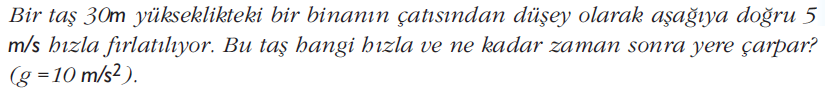 Bir taş 30m yükseklikteki bir binanın çatısından düşey olarak aşağıya doğru 5
m/s hızla fırlatılıyor. Bu taş hangi hızla ve ne kadar zaman sonra yere çarpar?
(g =10 m/s²).